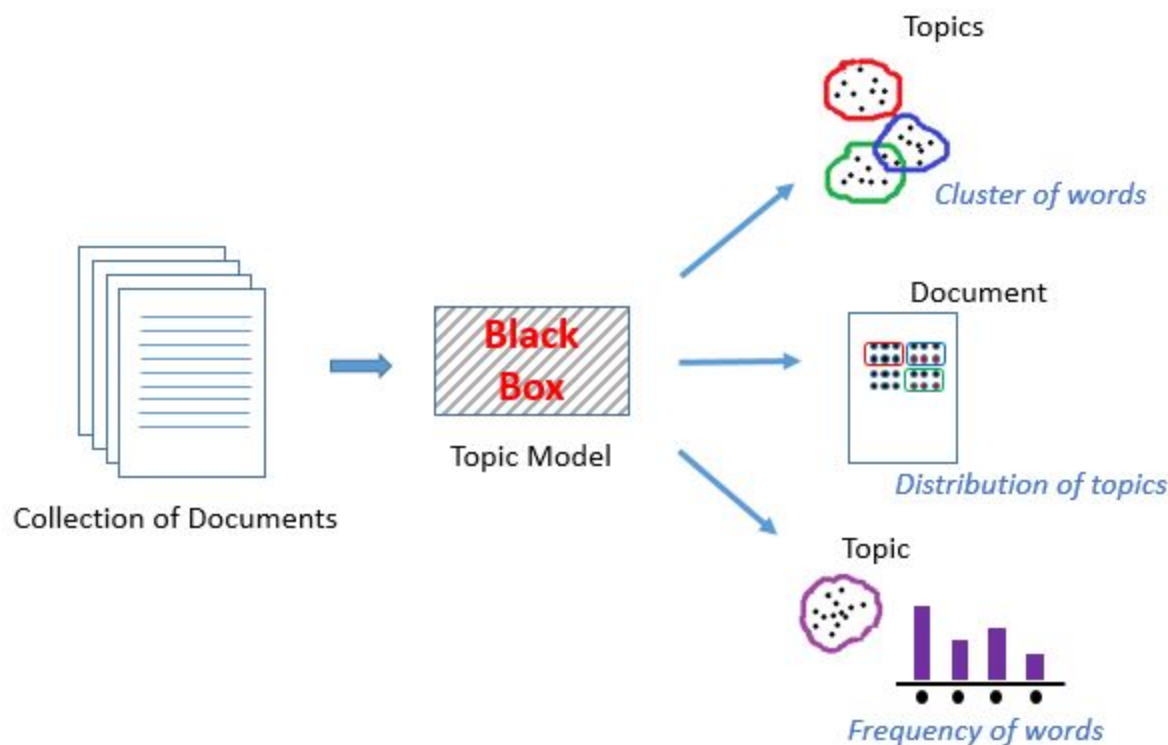 Topics
Cluster of words
Document
Black
Box
Topic Model
Distribution of topics
Collection of Documents
Topic
Frequency of words